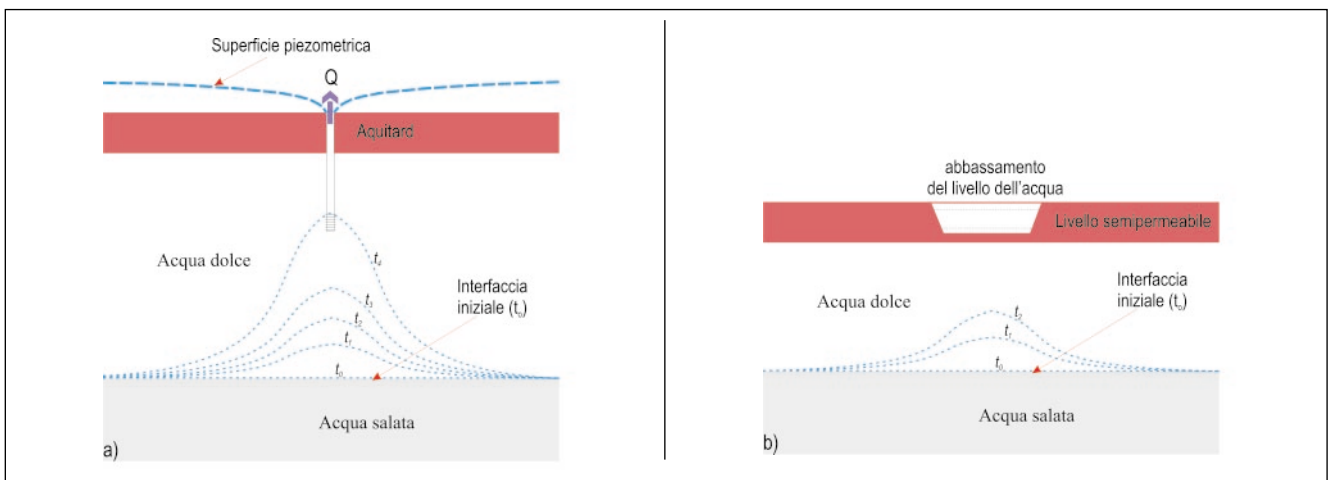 Superficie piezometrica
Q
Aquitard
Acqua dolce
t₄
t₃
t₂
t₁
t₀
Interfaccia
iniziale (t₀)
Acqua salata
a)
abbassamento
del livello dell'acqua
Livello semipermeabile
Acqua dolce
Interfaccia
iniziale (t₀)
t₂
t₁
t₀
Acqua salata
b)